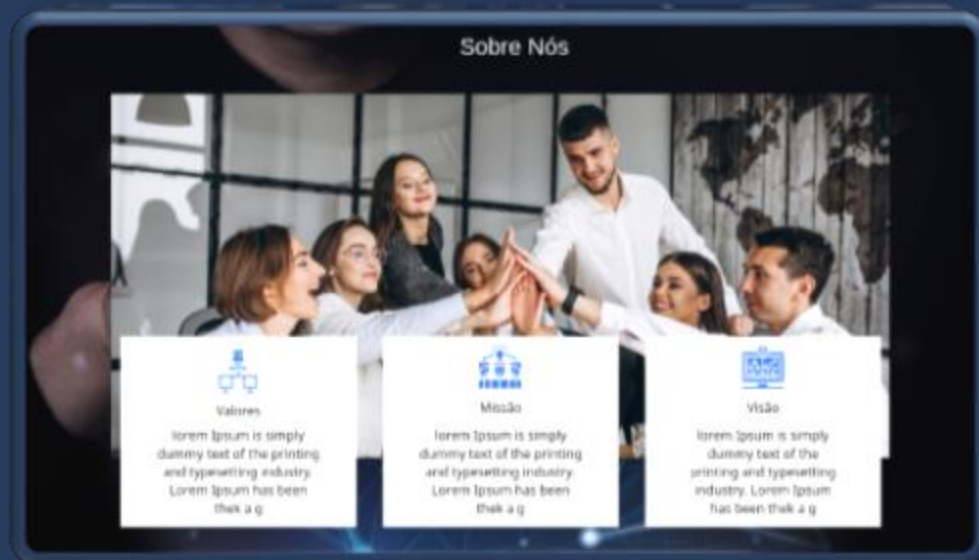 Sobre Nós
Valores
lorem Ipsum is simply
dummy text of the printing
and typesetting industry.
Lorem Ipsum has been
thek a g
Missão
lorem Ipsum is simply
dummy text of the printing
and typesetting industry.
Lorem Ipsum has been
thek a g
Visão
lorem Ipsum is simply
dummy text of the
printing and typesetting
industry. Lorem Ipsum
has been thek a g